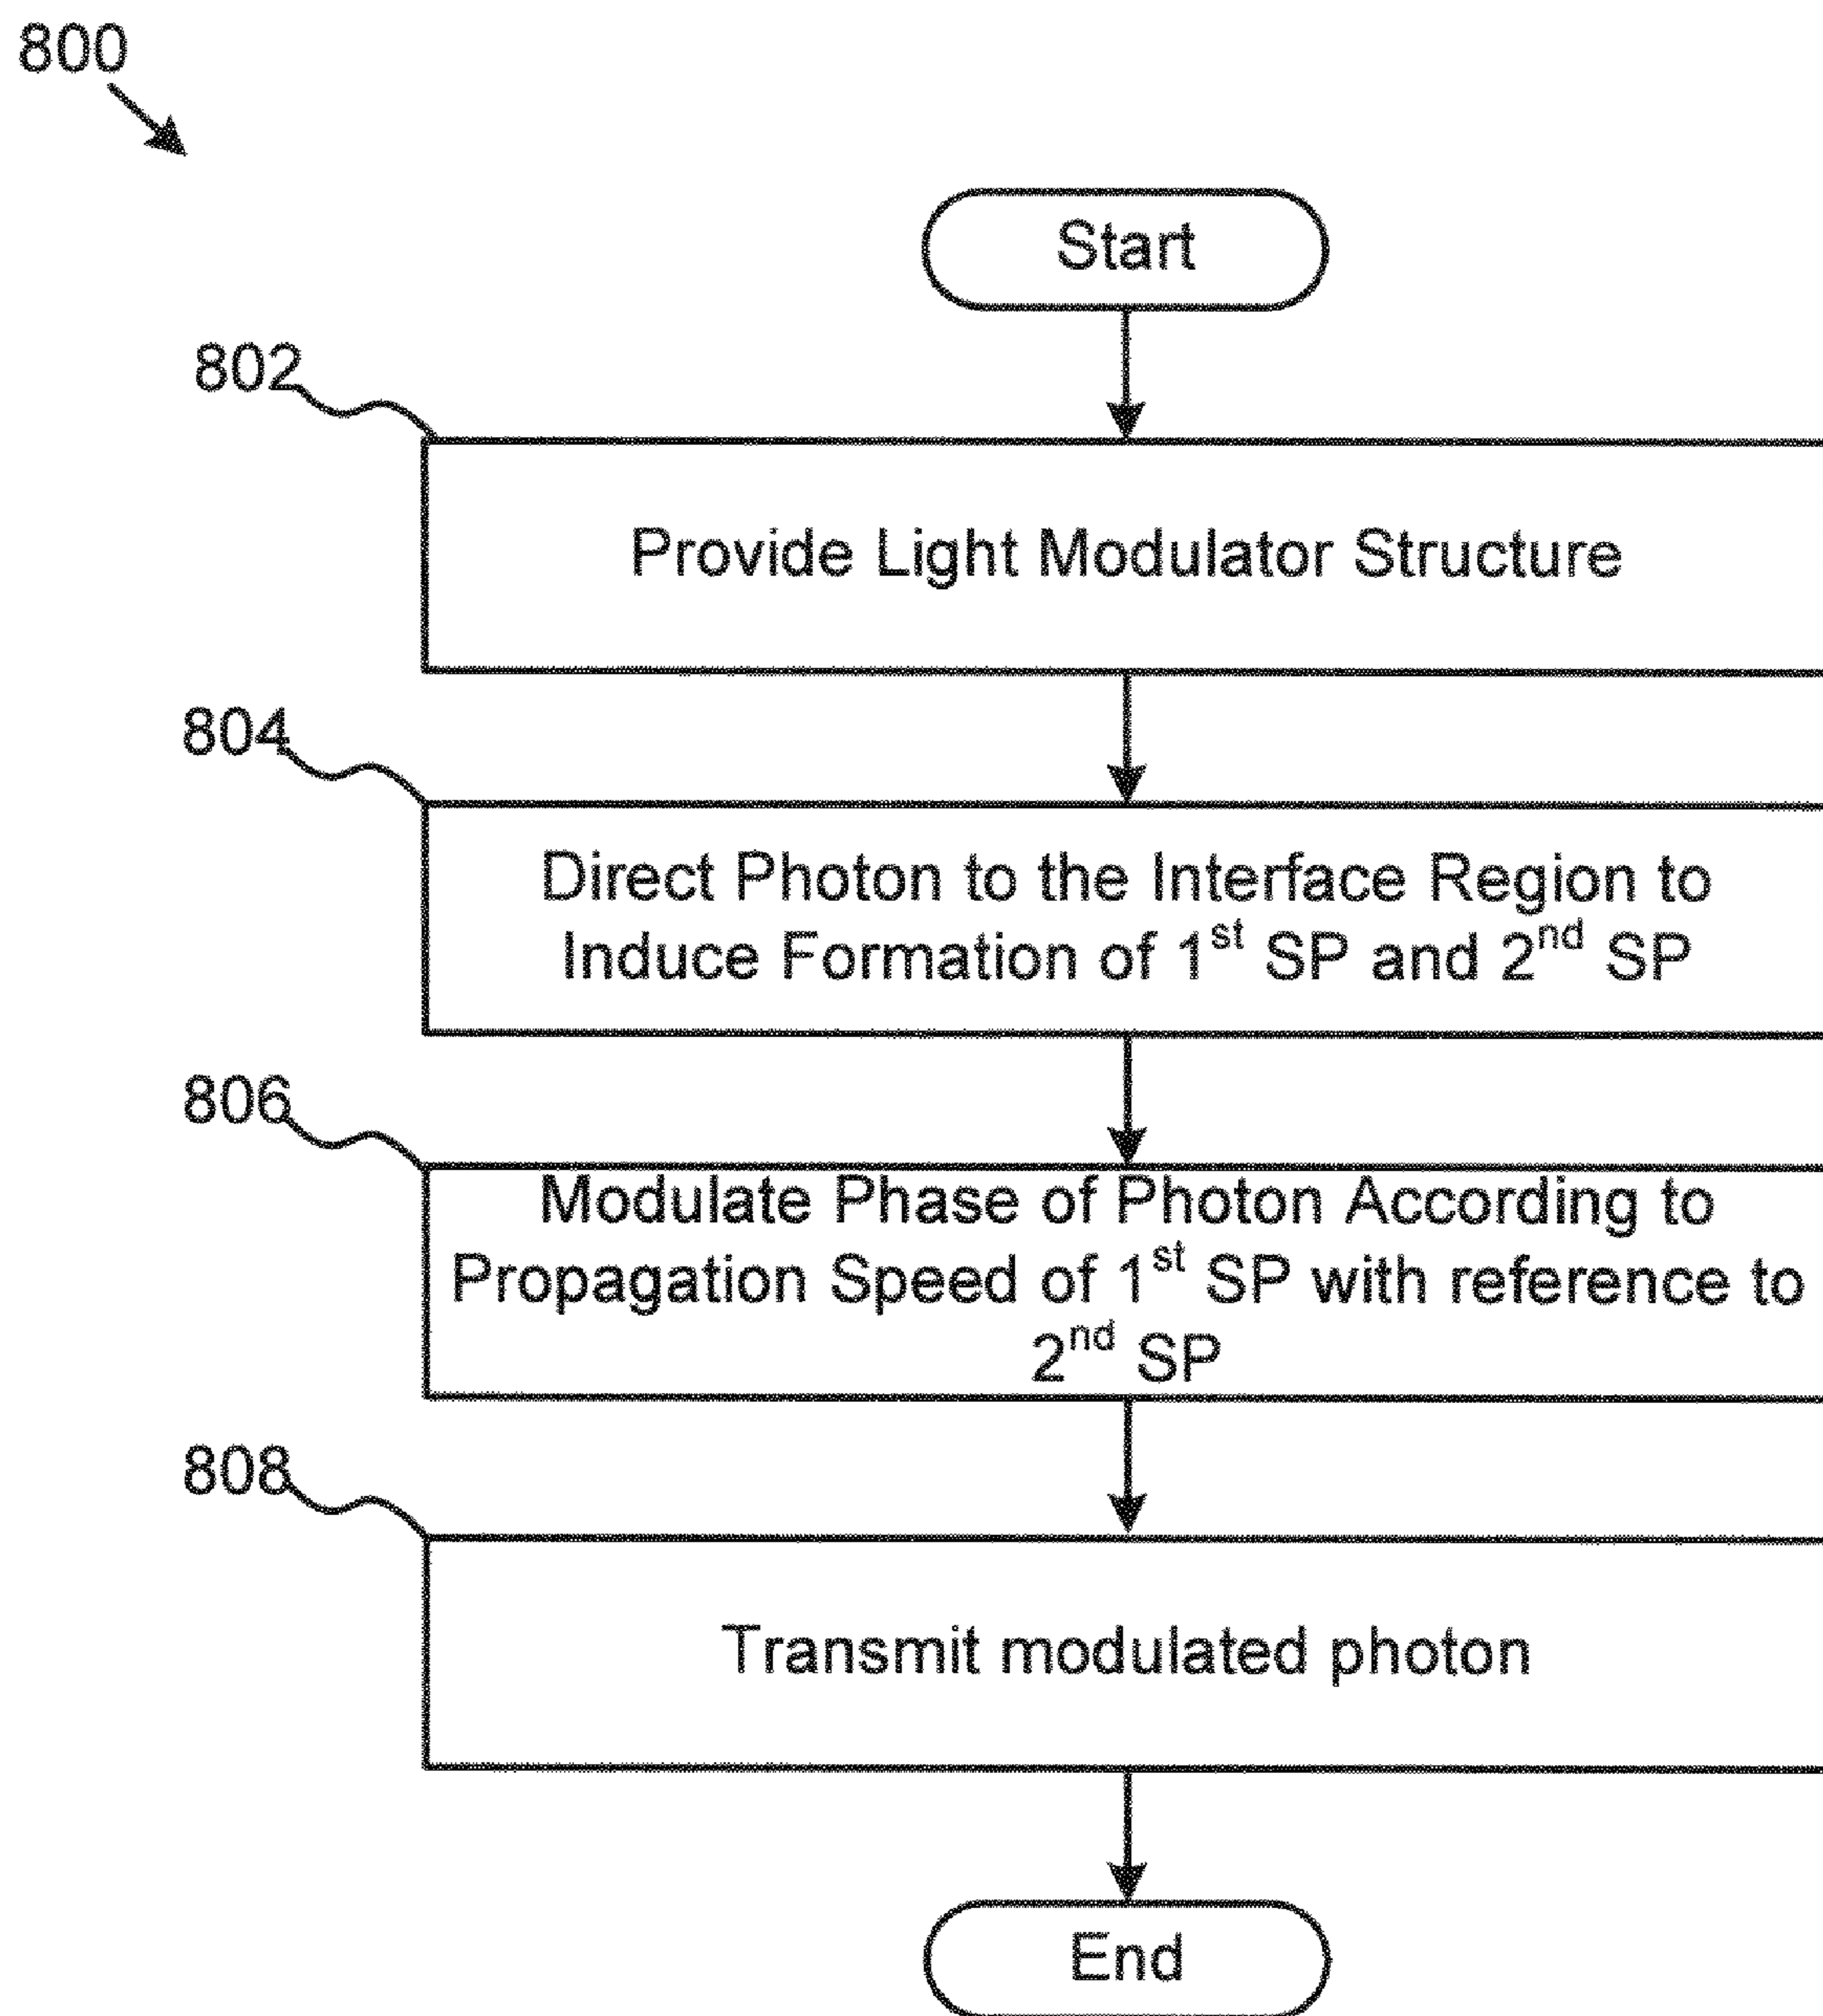 800
Start
802
Provide Light Modulator Structure
804
Direct Photon to the Interface Region to
Induce Formation of 1st SP and 2nd SP
806
Modulate Phase of Photon According to
Propagation Speed of 1st SP with reference to
2nd SP
808
Transmit modulated photon
End